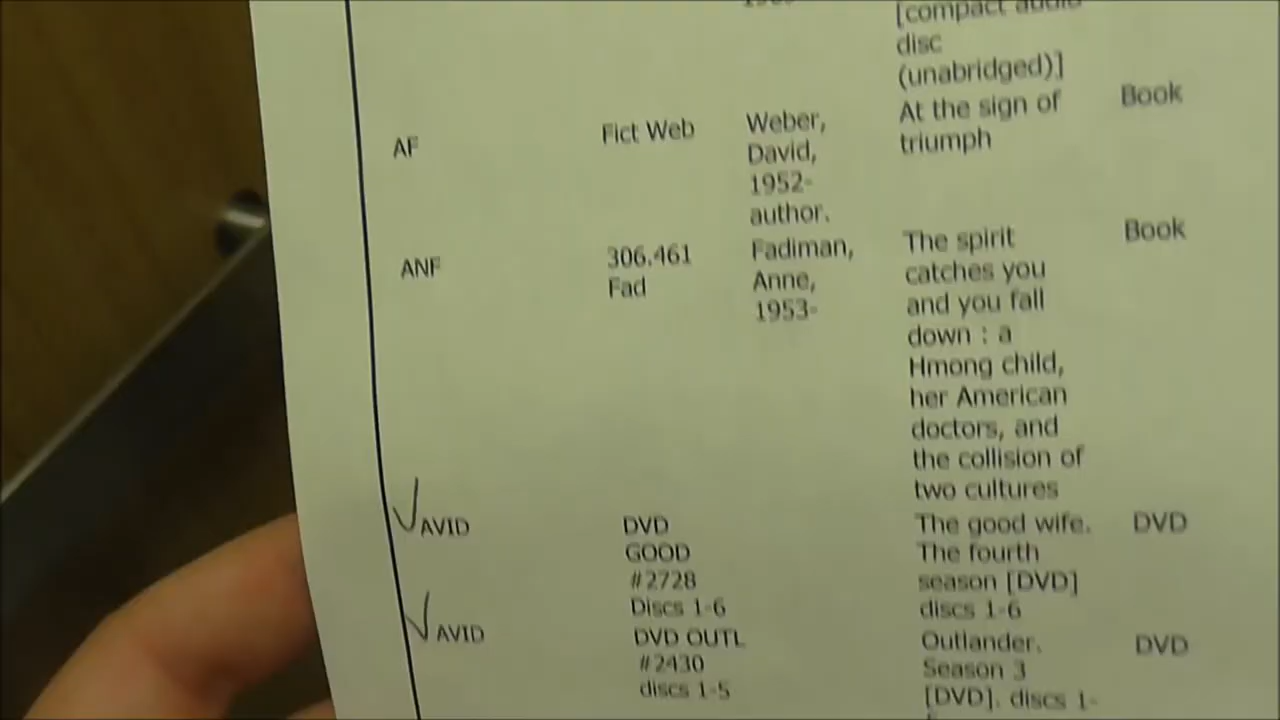 [compact audio
disc
(unabridged)]
AF Fict Web Weber, At the sign of Book
David, triumph
1952-
author.
ANF 306.461 Fadiman, The spirit Book
Fad Anne, catches you
1953- and you fall
down : a
Hmong child,
her American
doctors, and
the collision of
two cultures
AVID DVD The good wife. DVD
GOOD The fourth
#2728 season [DVD]
Discs 1-6 discs 1-6
AVID DVD OUTL Outlander. DVD
#2430 Season 3
discs 1-5 [DVD]. discs 1-